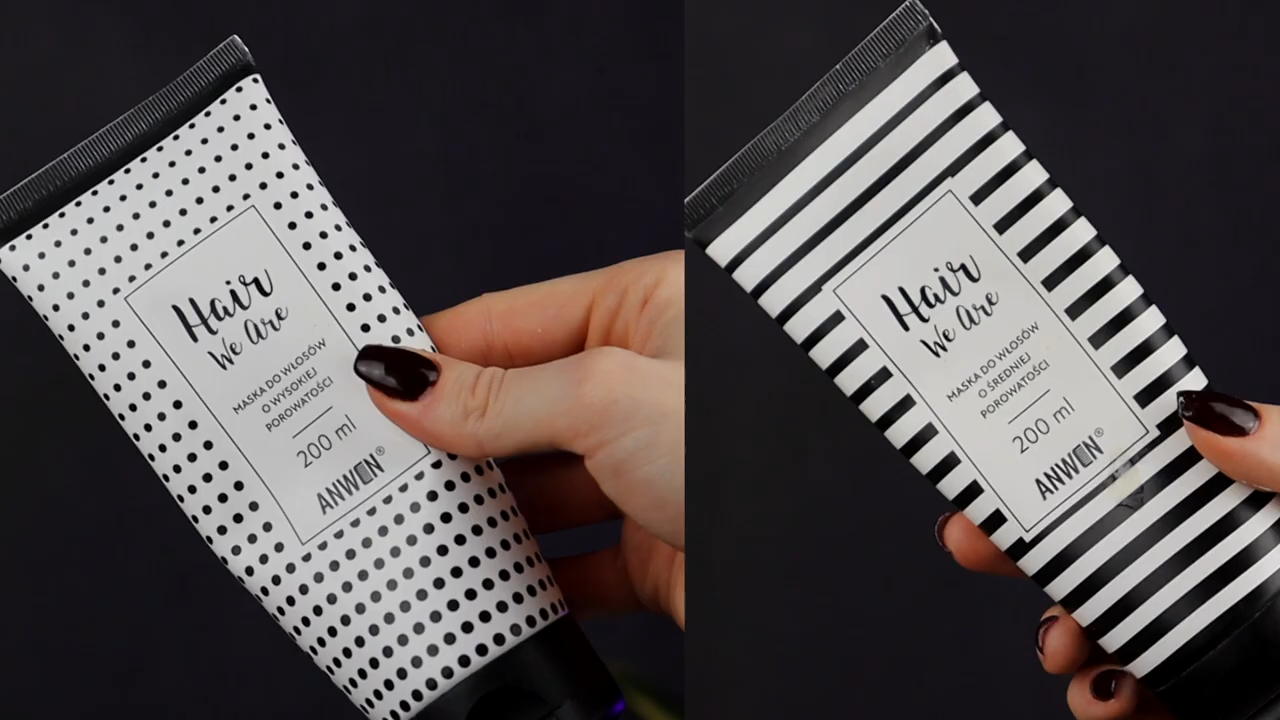 Hair
We Are
MASKA DO WŁOSÓW
O WYSOKIEJ
POROWATOŚCI
200 ml
ANWEN®
Hair
We Are
MASKA DO WŁOSÓW
O ŚREDNIEJ
POROWATOŚCI
200 ml
ANWEN®